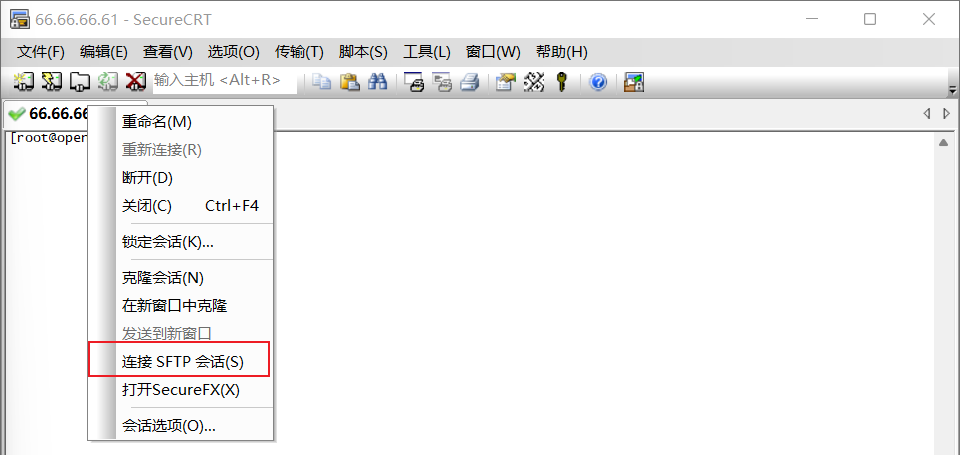 66.66.66.61 - SecureCRT
文件(F) 编辑(E) 查看(V) 选项(O) 传输(T) 脚本(S) 工具(L) 窗口(W) 帮助(H)
输入主机 <Alt+R>
66.66.66
[root@oper
重命名(M)
重新连接(R)
断开(D)
关闭(C) Ctrl+F4
锁定会话(K)...
克隆会话(N)
在新窗口中克隆
发送到新窗口
连接 SFTP 会话(S)
打开SecureFX(X)
会话选项(O)...